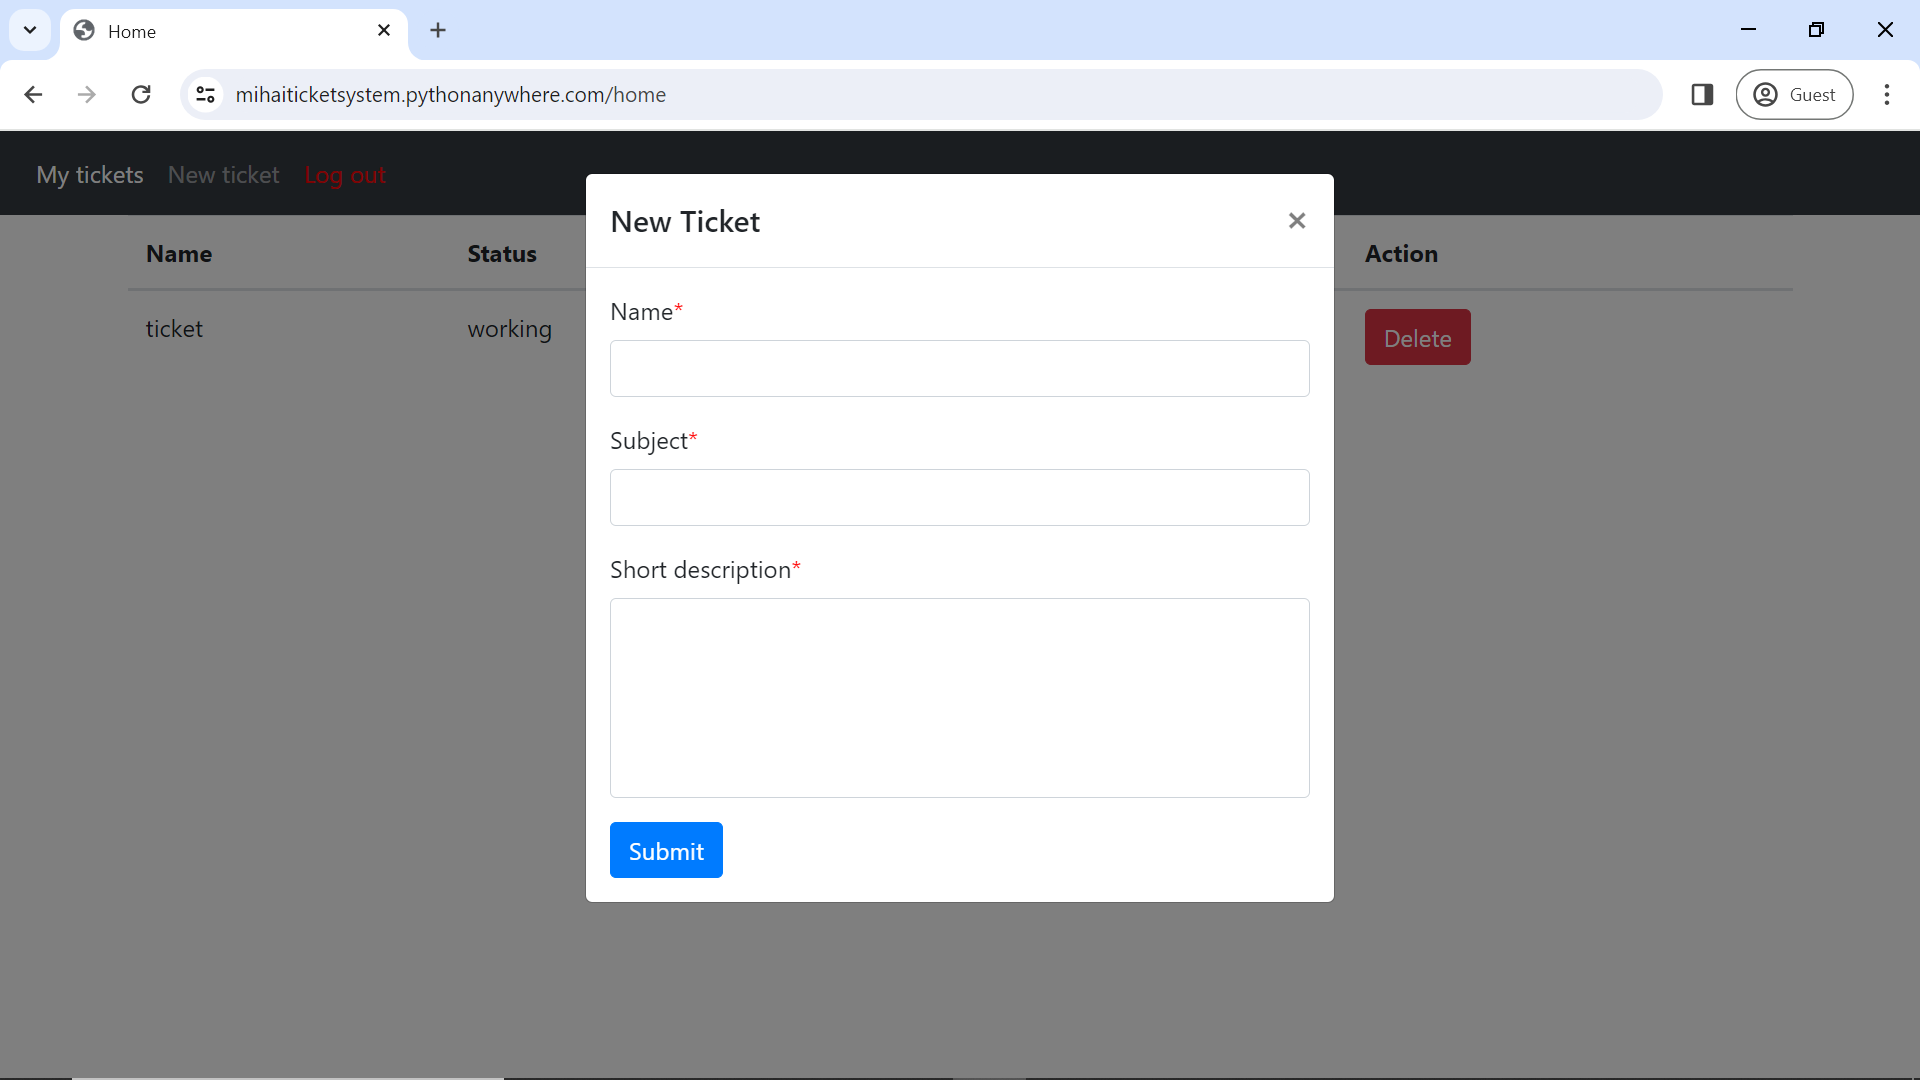 Home
mihaiticketsystem.pythonanywhere.com/home
Guest
My tickets New ticket Log out
New Ticket
×
Name Status Action
ticket working Delete
Name*
Subject*
Short description*
Submit